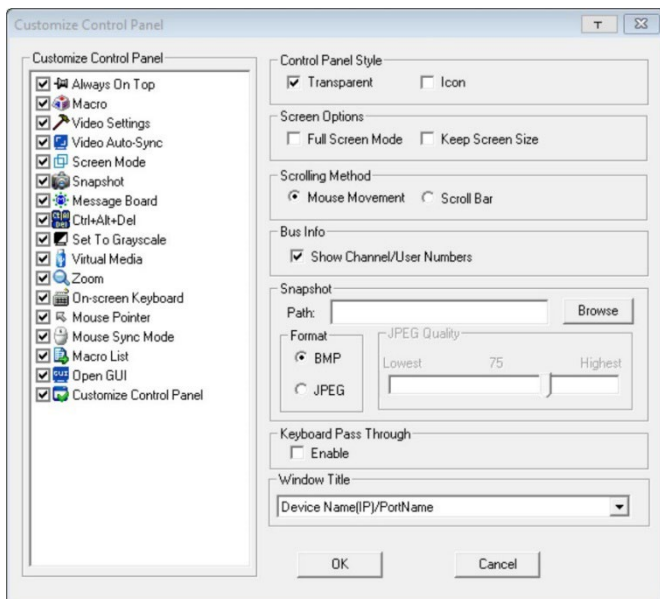 Customize Control Panel
T
Customize Control Panel
Always On Top
Macro
Video Settings
Video Auto-Sync
Screen Mode
Snapshot
Message Board
Ctrl+Alt+Del
Set To Grayscale
Virtual Media
Zoom
On-screen Keyboard
Mouse Pointer
Mouse Sync Mode
Macro List
GUI Open GUI
Customize Control Panel
Control Panel Style
Transparent Icon
Screen Options
Full Screen Mode Keep Screen Size
Scrolling Method
Mouse Movement Scroll Bar
Bus Info
Show Channel/User Numbers
Snapshot
Path: Browse
Format JPEG Quality
BMP Lowest 75 Highest
JPEG
Keyboard Pass Through
Enable
Window Title
Device Name(IP)/PortName
OK Cancel